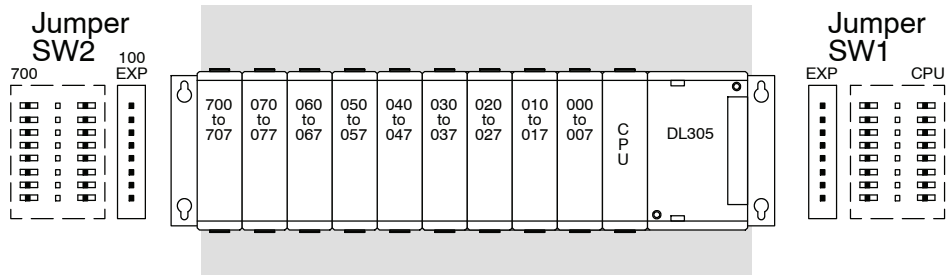 Jumper
SW2
700
100
EXP
700
to
707
070
to
077
060
to
067
050
to
057
040
to
047
030
to
037
020
to
027
010
to
017
000
to
007
C
P
U
DL305
Jumper
SW1
EXP
CPU